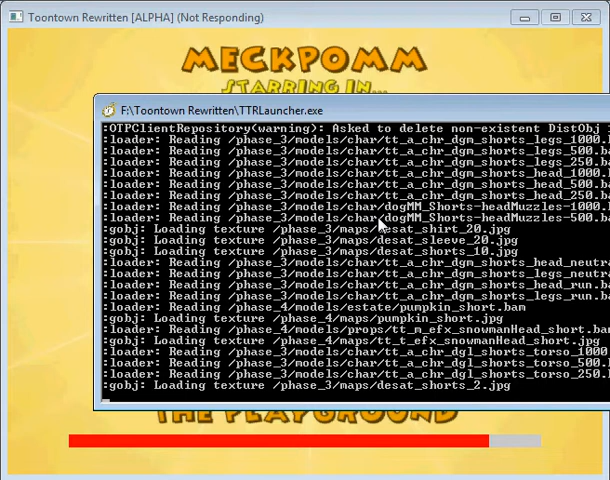 Toontown Rewritten [ALPHA] (Not Responding)
MECKPOMM
STARRING IN...
F:\Toontown Rewritten\TTRLauncher.exe
:OTPClientRepository(warning): Asked to delete non-existent DistObj
:loader: Reading /phase_3/models/char/tt_a_chr_dgm_shorts_legs_1000.
:loader: Reading /phase_3/models/char/tt_a_chr_dgm_shorts_legs_500.b
:loader: Reading /phase_3/models/char/tt_a_chr_dgm_shorts_legs_250.b
:loader: Reading /phase_3/models/char/tt_a_chr_dgm_shorts_head_1000.
:loader: Reading /phase_3/models/char/tt_a_chr_dgm_shorts_head_500.b
:loader: Reading /phase_3/models/char/tt_a_chr_dgm_shorts_head_250.b
:loader: Reading /phase_3/models/char/dogMM_Shorts-headMuzzles-1000.
:loader: Reading /phase_3/models/char/dogMM_Shorts-headMuzzles-500.b
:gobj: Loading texture /phase_3/maps/desat_shirt_20.jpg
:gobj: Loading texture /phase_3/maps/desat_sleeve_20.jpg
:gobj: Loading texture /phase_3/maps/desat_shorts_10.jpg
:loader: Reading /phase_3/models/char/tt_a_chr_dgm_shorts_head_neutra
:loader: Reading /phase_3/models/char/tt_a_chr_dgm_shorts_legs_neutra
:loader: Reading /phase_3/models/char/tt_a_chr_dgm_shorts_head_run.b
:loader: Reading /phase_3/models/char/tt_a_chr_dgm_shorts_legs_run.b
:loader: Reading /phase_4/models/estate/pumpkin_short.bam
:gobj: Loading texture /phase_4/maps/pumpkin_short.jpg
:loader: Reading /phase_4/models/props/tt_m_efx_snowmanHead_short.bam
:gobj: Loading texture /phase_4/maps/tt_t_efx_snowmanHead_short.jpg
:loader: Reading /phase_3/models/char/tt_a_chr_dgl_shorts_torso_1000
:loader: Reading /phase_3/models/char/tt_a_chr_dgl_shorts_torso_500.
:loader: Reading /phase_3/models/char/tt_a_chr_dgl_shorts_torso_250.
:gobj: Loading texture /phase_3/maps/desat_shorts_2.jpg
THE PLAYGROUND